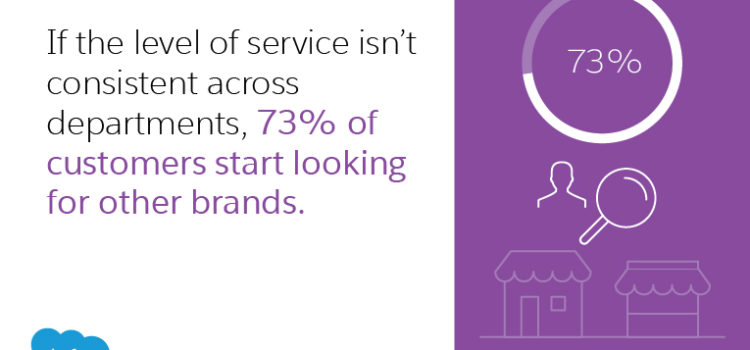 If the level of service isn’t
consistent across
departments, 73% of
customers start looking
for other brands.
73%